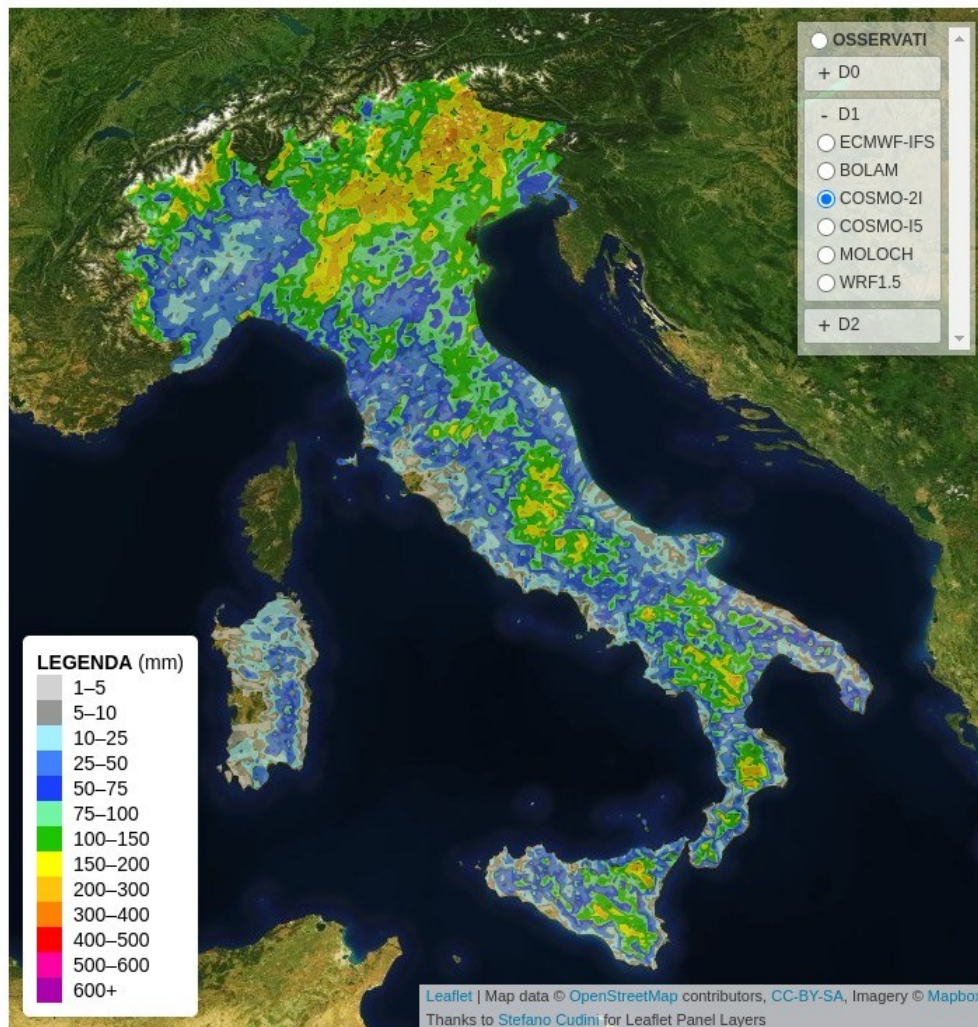 OSSERVATI
+ D0
- D1
ECMWF-IFS
BOLAM
COSMO-2I
COSMO-I5
MOLOCH
WRF1.5
+ D2
LEGENDA (mm)
1–5
5–10
10–25
25–50
50–75
75–100
100–150
150–200
200–300
300–400
400–500
500–600
600+
Leaflet | Map data © OpenStreetMap contributors, CC-BY-SA, Imagery © Mapbox
Thanks to Stefano Cudini for Leaflet Panel Layers